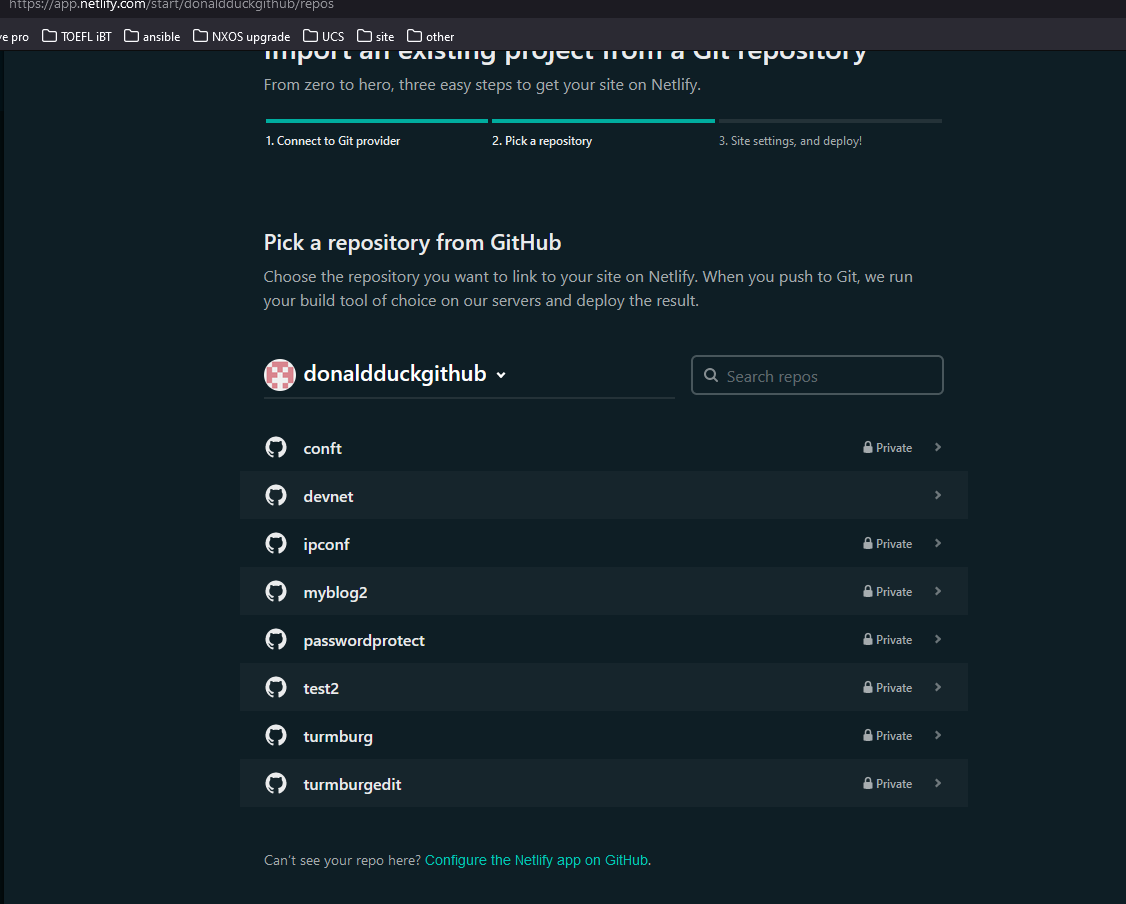 https://app.netlify.com/start/donaldduckgithub/repos
ve pro TOEFL iBT ansible NXOS upgrade UCS site other
Import an existing project from a Git repository
From zero to hero, three easy steps to get your site on Netlify.
1. Connect to Git provider 2. Pick a repository 3. Site settings, and deploy!
Pick a repository from GitHub
Choose the repository you want to link to your site on Netlify. When you push to Git, we run
your build tool of choice on our servers and deploy the result.
donaldduckgithub Search repos
conft Private
devnet
ipconf Private
myblog2 Private
passwordprotect Private
test2 Private
turmburg Private
turmburgedit Private
Can’t see your repo here? Configure the Netlify app on GitHub.